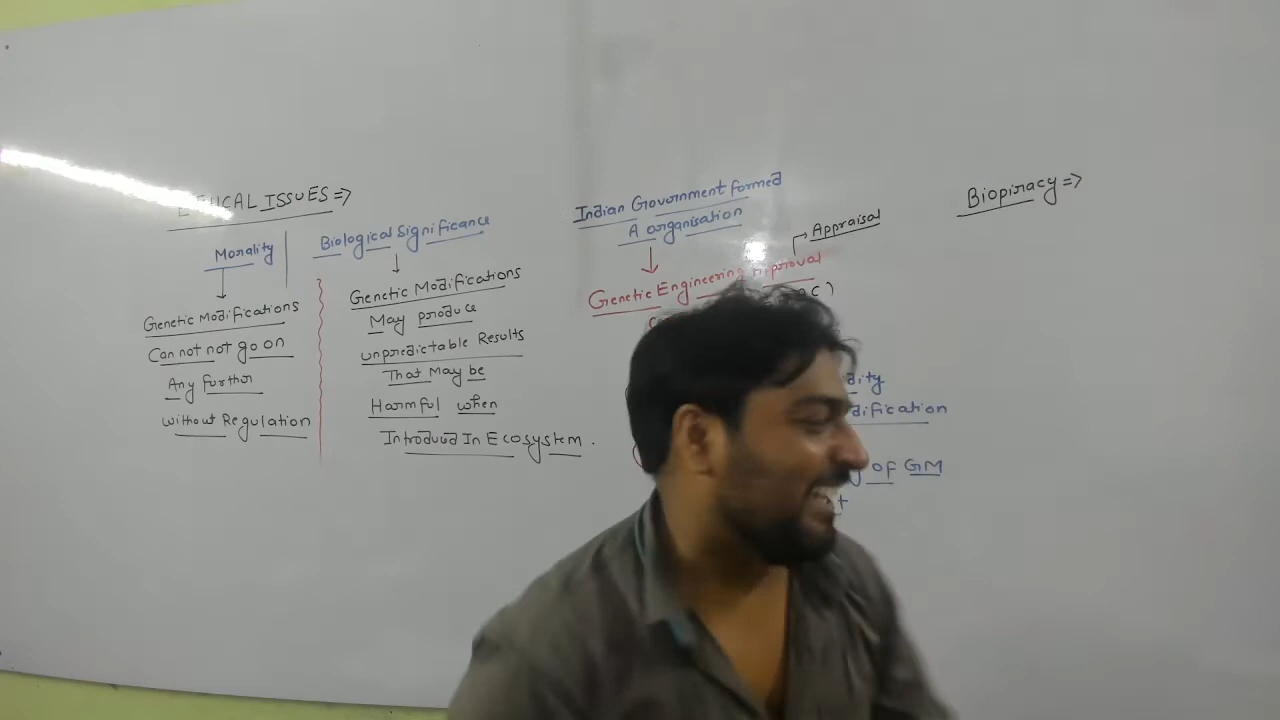 ETHICAL ISSUES =>
Morality
Genetic Modifications
Can not not go on
Any further
without Regulation
Biological Significance
Genetic Modifications
May produce
unpredictable Results
That May be
Harmful when
Introduced In Ecosystem.
Indian Government formed
A organisation
Appraisal
Genetic Engineering Approval
of GM
Biopiracy =>